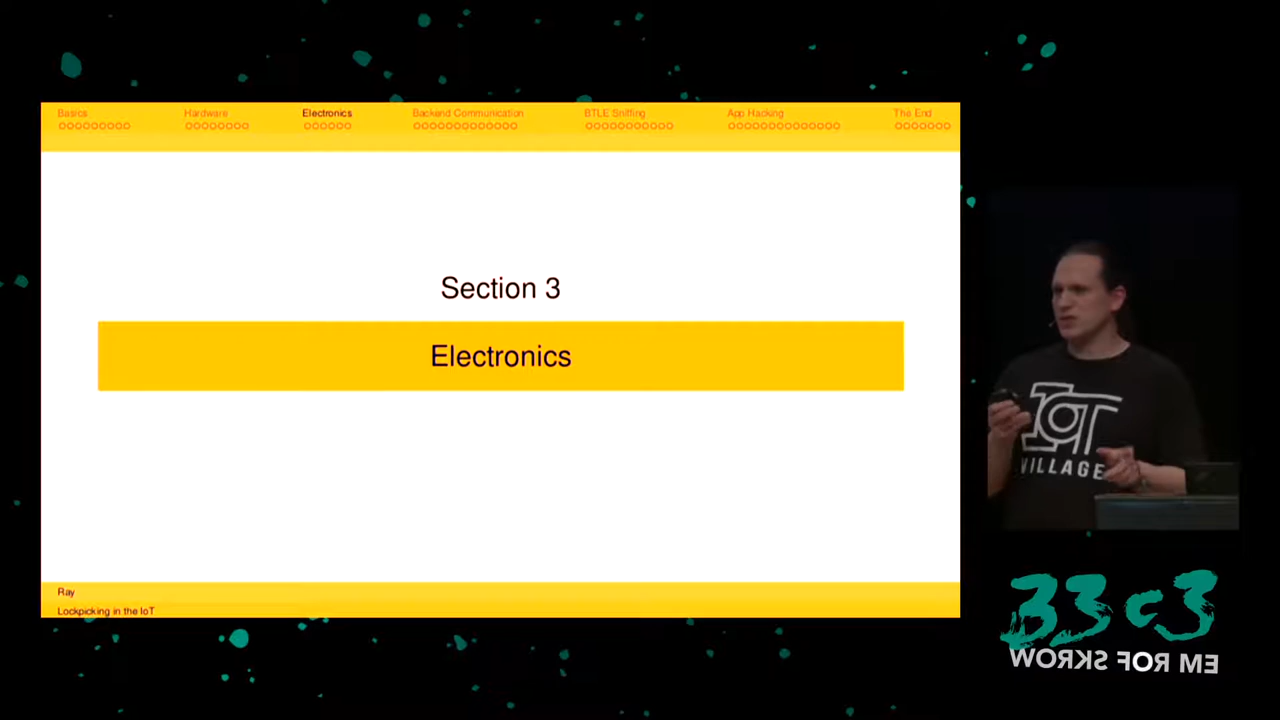 Basics
Hardware
Electronics
Backend Communication
BTLE Sniffing
App Hacking
The End
Section 3
Electronics
Ray
Lockpicking in the IoT
IoT
VILLAGE
33c3
WORKS FOR ME